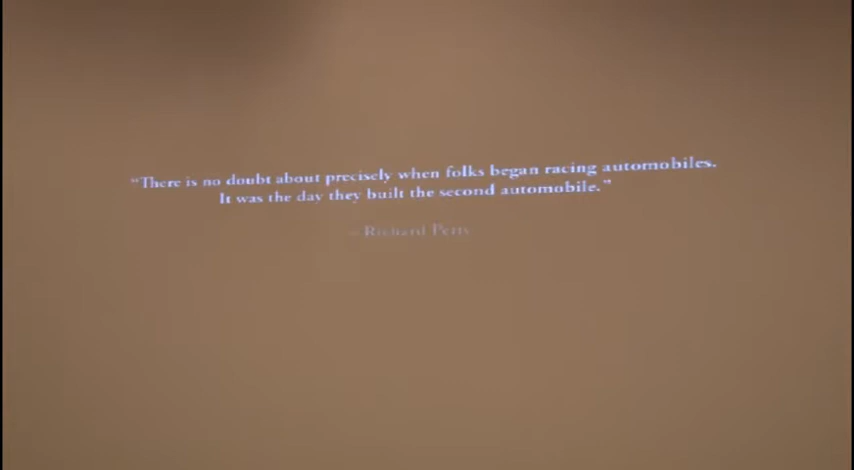 "There is no doubt about precisely when folks began racing automobiles.
It was the day they built the second automobile."
– Richard Petty